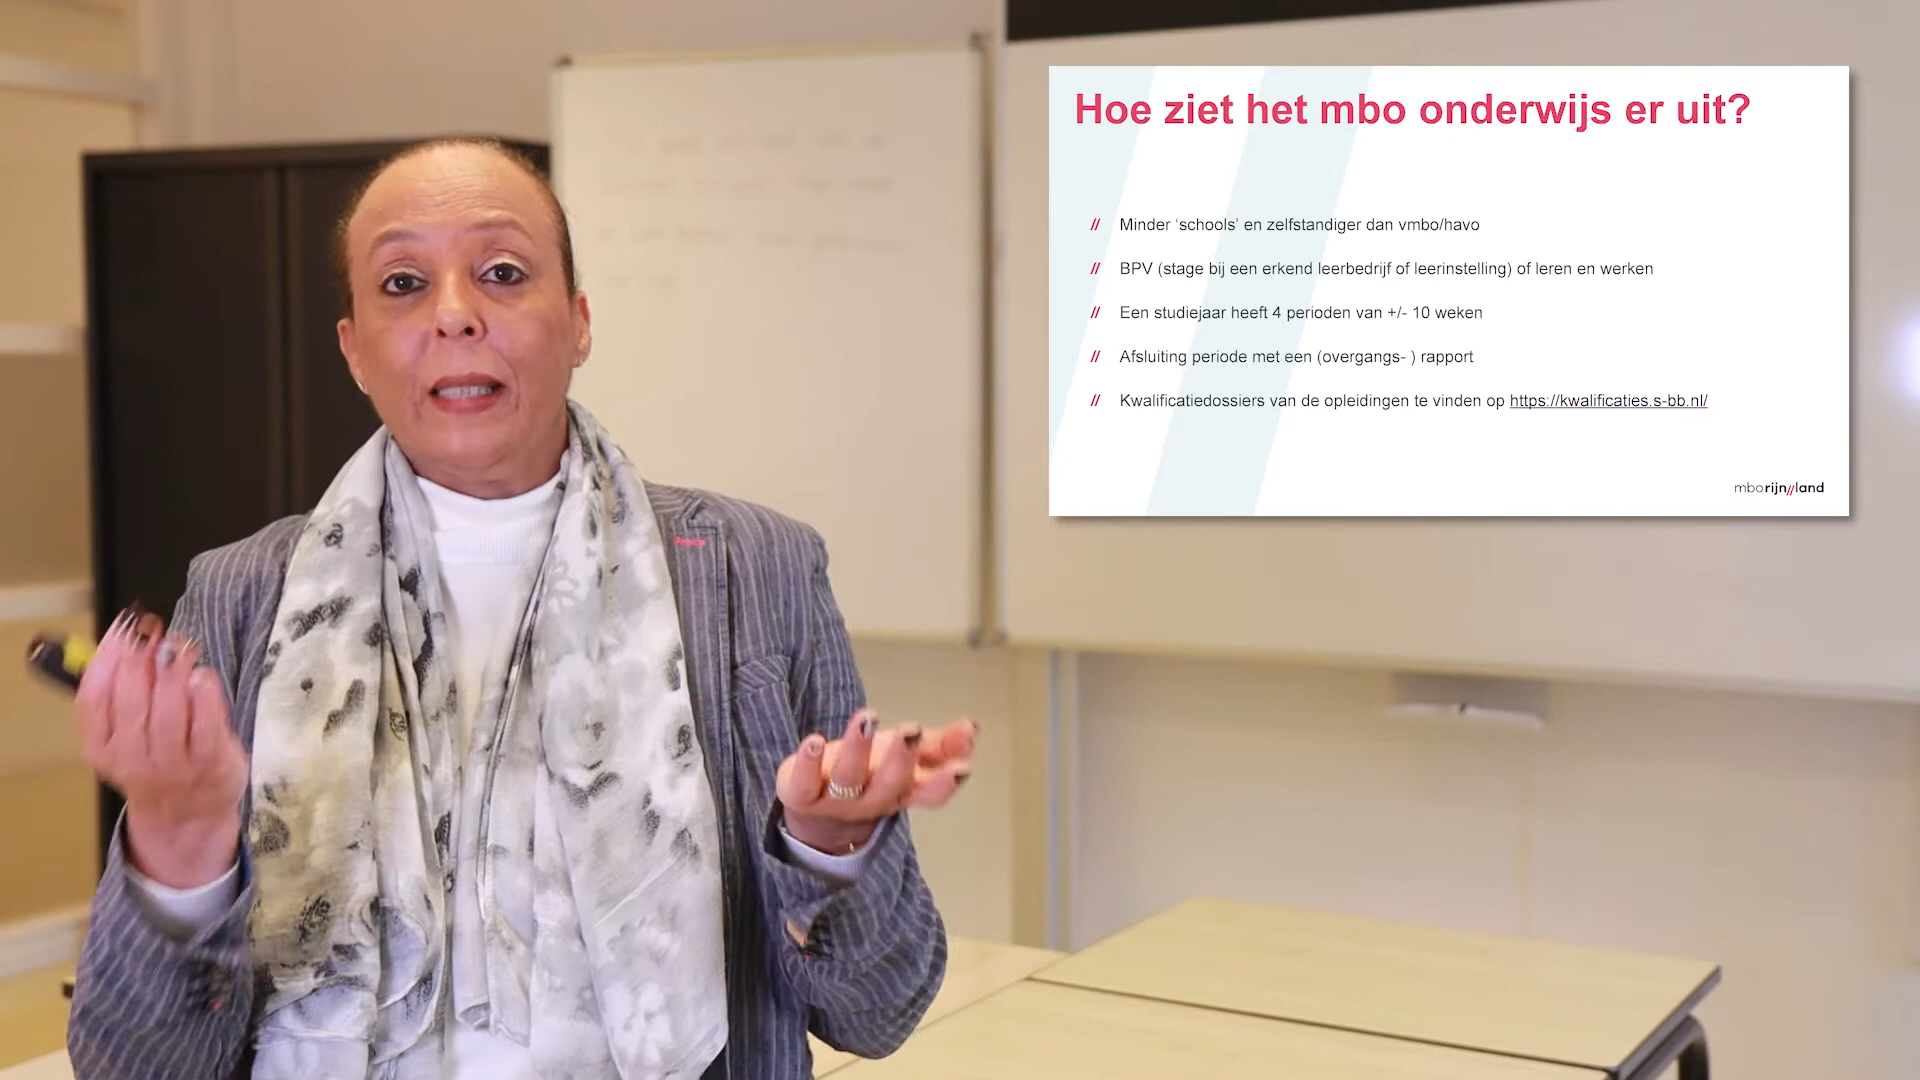 Hoe ziet het mbo onderwijs er uit?
// Minder ‘schools’ en zelfstandiger dan vmbo/havo
// BPV (stage bij een erkend leerbedrijf of leerinstelling) of leren en werken
// Een studiejaar heeft 4 perioden van +/- 10 weken
// Afsluiting periode met een (overgangs- ) rapport
// Kwalificatiedossiers van de opleidingen te vinden op https://kwalificaties.s-bb.nl/
mborijn//land